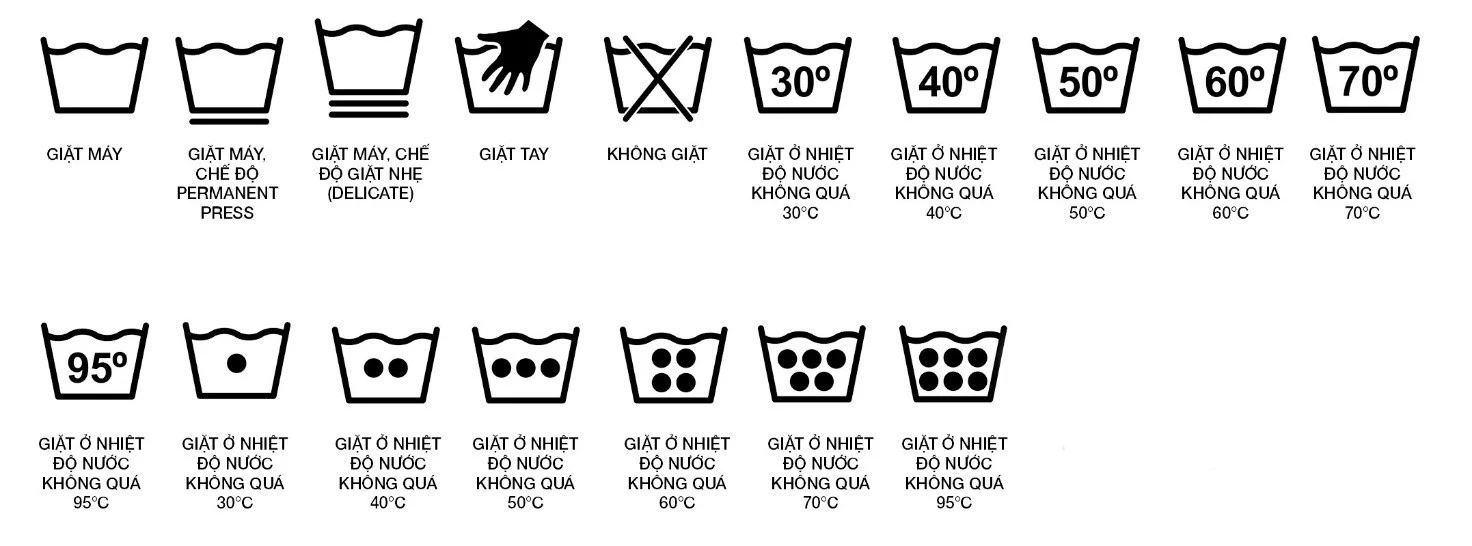 30º
40º
50º
60º
70º
GIẶT MÁY
GIẶT MÁY,
CHẾ ĐỘ
PERMANENT
PRESS
GIẶT MÁY, CHẾ
ĐỘ GIẶT NHẸ
(DELICATE)
GIẶT TAY
KHÔNG GIẶT
GIẶT Ở NHIỆT
ĐỘ NƯỚC
KHÔNG QUÁ
30°C
GIẶT Ở NHIỆT
ĐỘ NƯỚC
KHÔNG QUÁ
40°C
GIẶT Ở NHIỆT
ĐỘ NƯỚC
KHÔNG QUÁ
50°C
GIẶT Ở NHIỆT
ĐỘ NƯỚC
KHÔNG QUÁ
60°C
GIẶT Ở NHIỆT
ĐỘ NƯỚC
KHÔNG QUÁ
70°C
95º
GIẶT Ở NHIỆT
ĐỘ NƯỚC
KHÔNG QUÁ
95°C
GIẶT Ở NHIỆT
ĐỘ NƯỚC
KHÔNG QUÁ
30°C
GIẶT Ở NHIỆT
ĐỘ NƯỚC
KHÔNG QUÁ
40°C
GIẶT Ở NHIỆT
ĐỘ NƯỚC
KHÔNG QUÁ
50°C
GIẶT Ở NHIỆT
ĐỘ NƯỚC
KHÔNG QUÁ
60°C
GIẶT Ở NHIỆT
ĐỘ NƯỚC
KHÔNG QUÁ
70°C
GIẶT Ở NHIỆT
ĐỘ NƯỚC
KHÔNG QUÁ
95°C